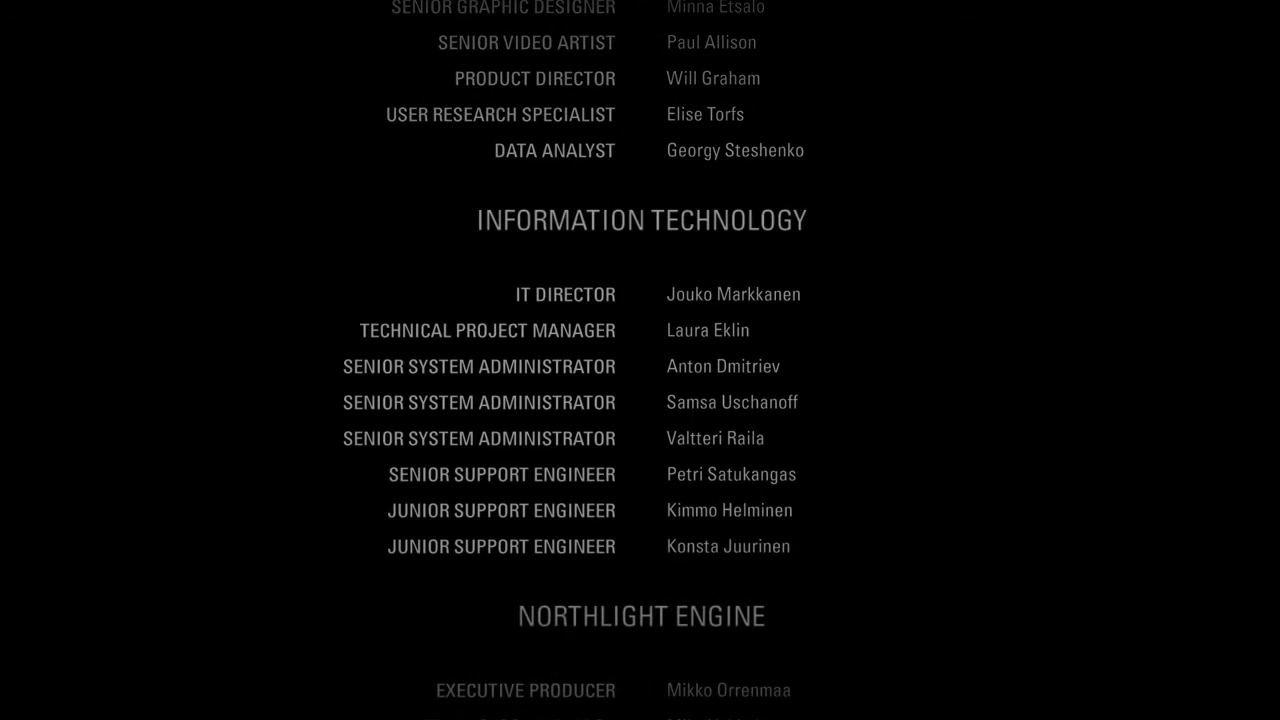 SENIOR GRAPHIC DESIGNER Minna Etsalo
SENIOR VIDEO ARTIST Paul Allison
PRODUCT DIRECTOR Will Graham
USER RESEARCH SPECIALIST Elise Torfs
DATA ANALYST Georgy Steshenko
INFORMATION TECHNOLOGY
IT DIRECTOR Jouko Markkanen
TECHNICAL PROJECT MANAGER Laura Eklin
SENIOR SYSTEM ADMINISTRATOR Anton Dmitriev
SENIOR SYSTEM ADMINISTRATOR Samsa Uschanoff
SENIOR SYSTEM ADMINISTRATOR Valtteri Raila
SENIOR SUPPORT ENGINEER Petri Satukangas
JUNIOR SUPPORT ENGINEER Kimmo Helminen
JUNIOR SUPPORT ENGINEER Konsta Juurinen
NORTHLIGHT ENGINE
EXECUTIVE PRODUCER Mikko Orrenmaa